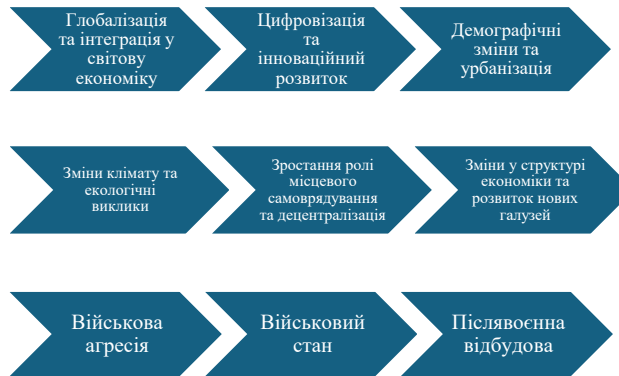 Глобалізація
та інтеграція у
світову
економіку
Цифровізація
та
інноваційний
розвиток
Демографічні
зміни та
урбанізація
Зміни клімату та
екологічні
виклики
Зростання ролі
місцевого
самоврядування
та децентралізація
Зміни у структурі
економіки та
розвиток нових
галузей
Військова
агресія
Військовий
стан
Післявоєнна
відбудова